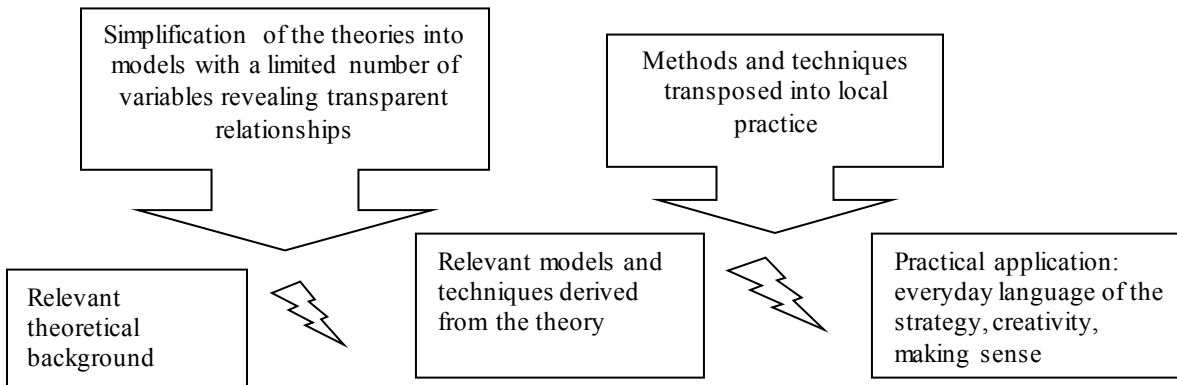 Simplification of the theories into
models with a limited number of
variables revealing transparent
relationships
Methods and techniques
transposed into local
practice
Relevant
theoretical
background
Relevant models and
techniques derived
from the theory
Practical application:
everyday language of the
strategy, creativity,
making sense